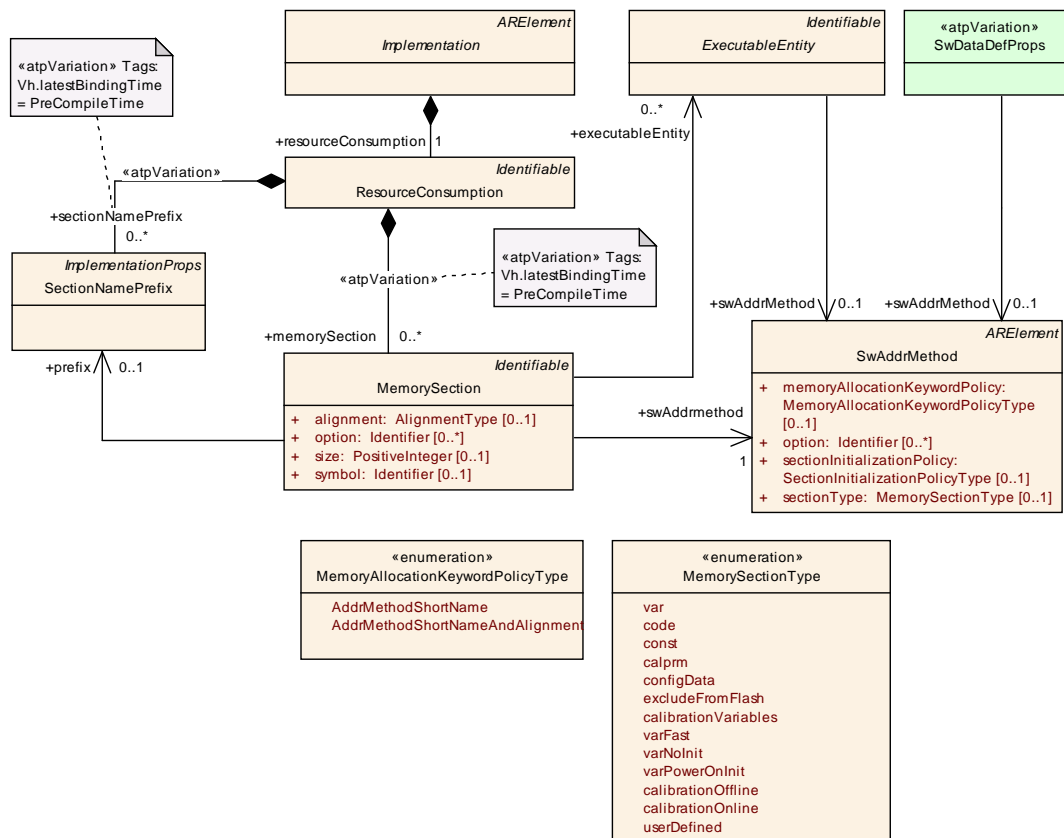 ARElement
Implementation
Identifiable
ExecutableEntity
«atpVariation»
SwDataDefProps
«atpVariation» Tags:
Vh.latestBindingTime
= PreCompileTime
0..*
+executableEntity
+resourceConsumption 1
«atpVariation»
Identifiable
ResourceConsumption
+sectionNamePrefix
0..*
ImplementationProps
SectionNamePrefix
«atpVariation» Tags:
Vh.latestBindingTime
= PreCompileTime
«atpVariation»
+swAddrMethod 0..1
+swAddrMethod 0..1
+memorySection 0..*
+prefix 0..1
Identifiable
MemorySection
+ alignment: AlignmentType [0..1]
+ option: Identifier [0..*]
+ size: PositiveInteger [0..1]
+ symbol: Identifier [0..1]
+swAddrmethod
1
ARElement
SwAddrMethod
+ memoryAllocationKeywordPolicy:
MemoryAllocationKeywordPolicyType
[0..1]
+ option: Identifier [0..*]
+ sectionInitializationPolicy:
SectionInitializationPolicyType [0..1]
+ sectionType: MemorySectionType [0..1]
«enumeration»
MemoryAllocationKeywordPolicyType
AddrMethodShortName
AddrMethodShortNameAndAlignment
«enumeration»
MemorySectionType
var
code
const
calprm
configData
excludeFromFlash
calibrationVariables
varFast
varNoInit
varPowerOnInit
calibrationOffline
calibrationOnline
userDefined